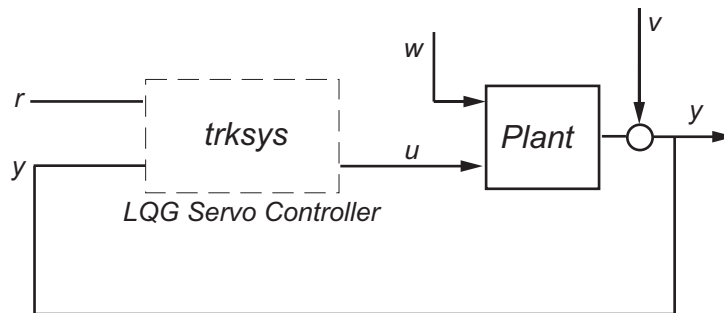 v
w
r
trksys
Plant
y
y
u
LQG Servo Controller